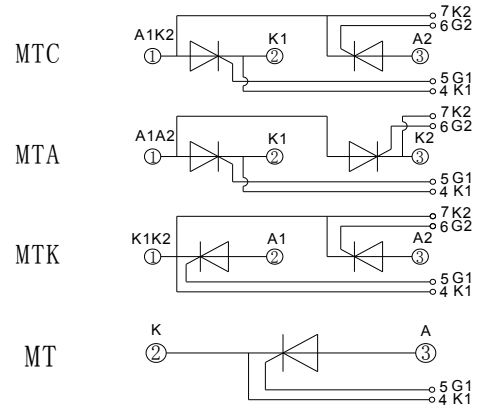 7 K2
6 G2
A1K2 K1 A2
MTC ① ② ③
5 G1
4 K1
7 K2
6 G2
A1A2 K1 K2
MTA ① ② ③
5 G1
4 K1
7 K2
6 G2
K1K2 A1 A2
MTK ① ② ③
5 G1
4 K1
K A
MT ② ③
5 G1
4 K1